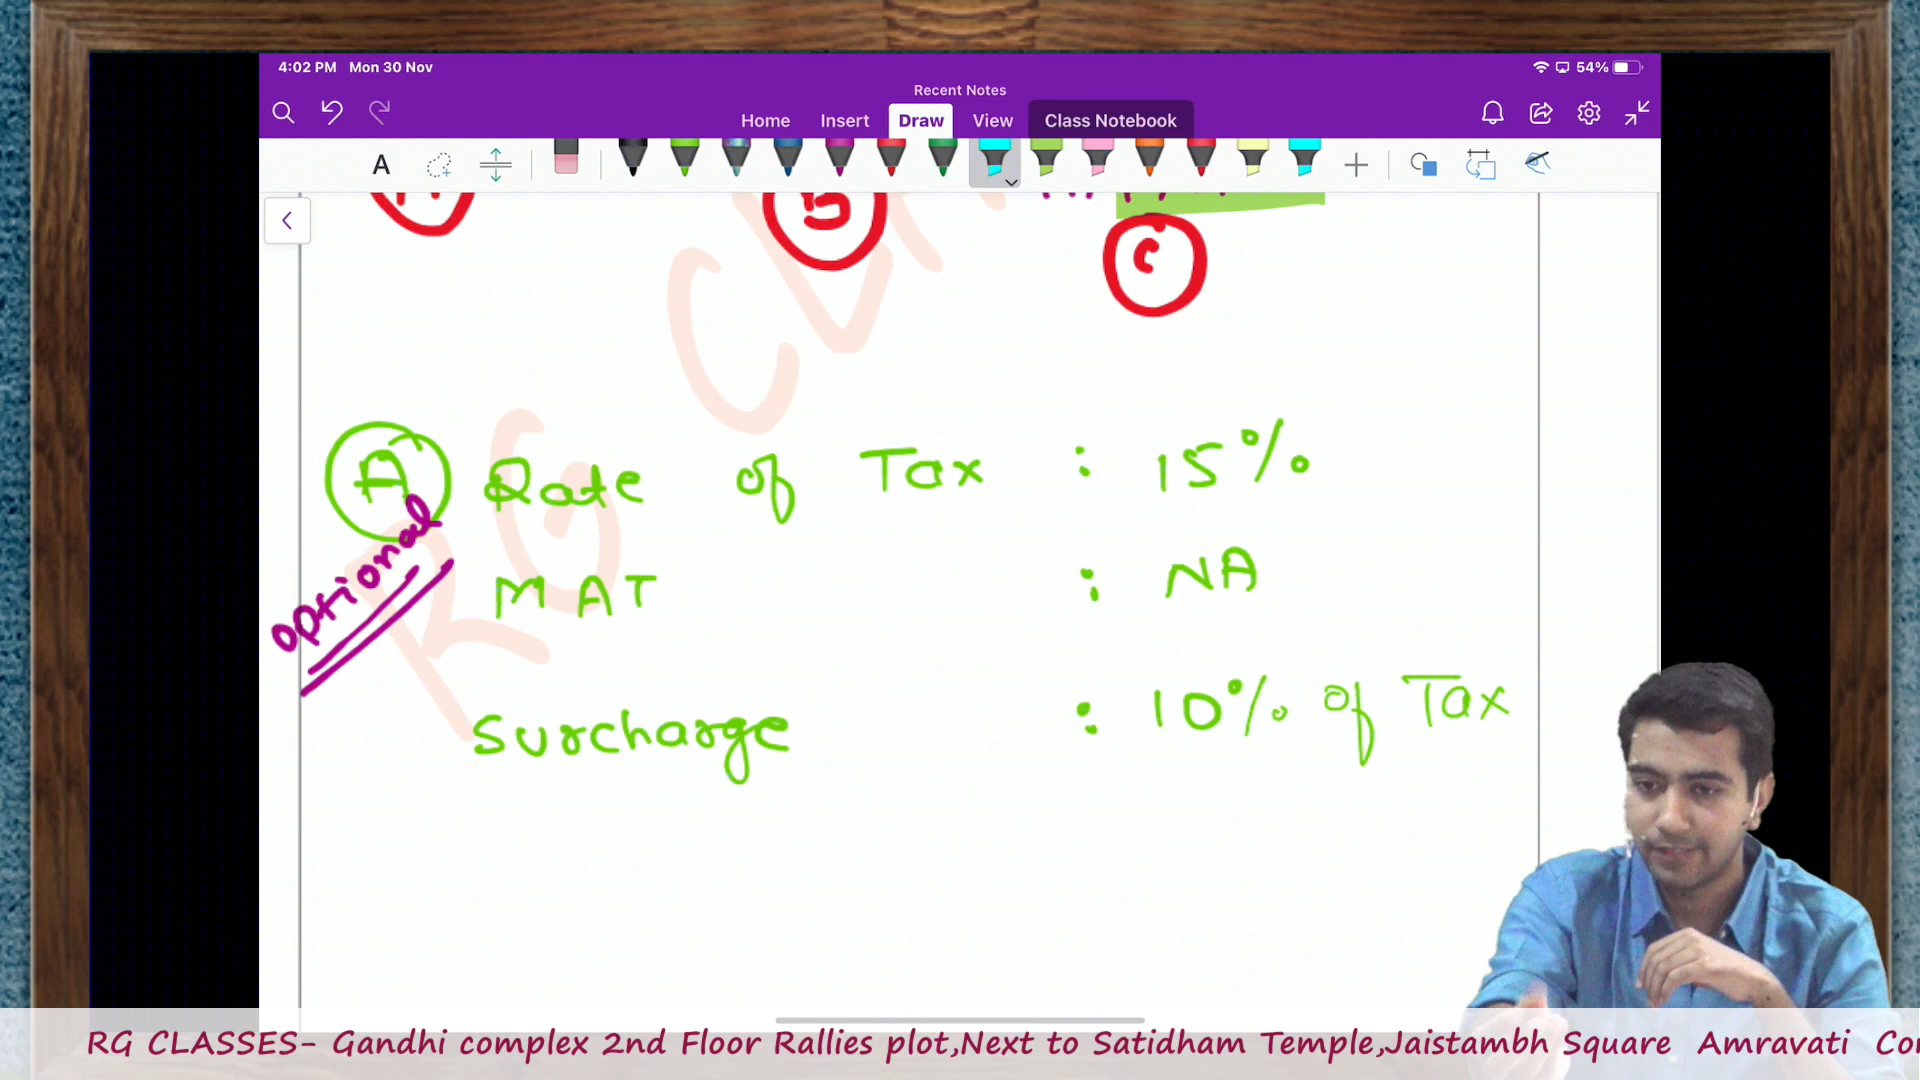 4:02 PM Mon 30 Nov
54%
Recent Notes
Home Insert Draw View Class Notebook
A
B
C
RG CLA
A Rate of Tax : 15%
optional
MAT : NA
Surcharge : 10% of Tax
RG CLASSES- Gandhi complex 2nd Floor Rallies plot,Next to Satidham Temple,Jaistambh Square Amravati